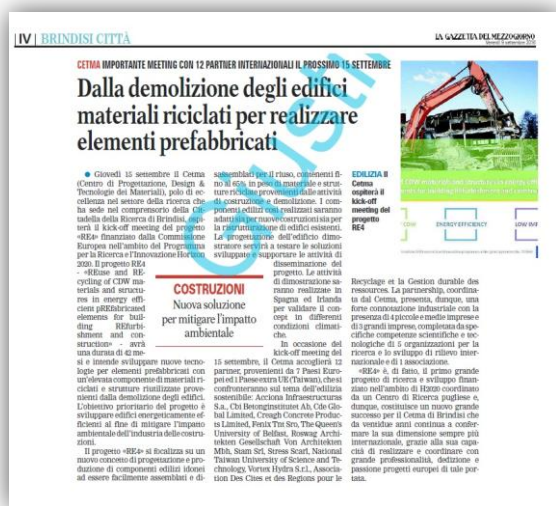 IV | BRINDISI CITTÀ
LA GAZZETTA DEL MEZZOGIORNO
CETMA IMPORTANTE MEETING CON 12 PARTNER INTERNAZIONALI IL PROSSIMO 15 SETTEMBRE
Dalla demolizione degli edifici
materiali riciclati per realizzare
elementi prefabbricati
● Giovedì 15 settembre il Cetma
(Centro di Progettazione, Design &
Tecnologie dei Materiali), polo di ec-
cellenza nel settore della ricerca che
ha sede nel comprensorio della Cit-
tadella della Ricerca di Brindisi, ospi-
terà il kick-off meeting del progetto
«RE4» finanziato dalla Commissione
Europea nell'ambito del Programma
per la Ricerca e l'Innovazione Horizon
2020. Il progetto RE4
- «REuse and RE-
cycling of CDW ma-
terials and structu-
res in energy effi-
cient pREfabricated
elements for buil-
ding REfurbi-
shment and con-
struction» - avrà
una durata di 42 me-
si e intende sviluppare nuove tecno-
logie per elementi prefabbricati con
un'elevata componente di materiali ri-
ciclati e strutture riutilizzate prove-
nienti dalla demolizione degli edifici.
L'obiettivo prioritario del progetto è
sviluppare edifici energeticamente ef-
ficienti al fine di mitigare l'impatto
ambientale dell'industria delle costru-
zioni.
Il progetto «RE4» si focalizza su un
nuovo concetto di progettazione e pro-
duzione di componenti edilizi idonei
ad essere facilmente assemblati e di-
sassemblati per il riuso, contenenti fi-
no al 65% in peso di materiale e strut-
ture riciclate provenienti dalle attività
di costruzione e demolizione. I com-
ponenti edilizi così realizzati saranno
adatti per nuove costruzioni sia per
la ristrutturazione di edifici esistenti.
La progettazione dell'edificio dimo-
stratore servirà a testare le soluzioni
sviluppate e supportare le attività di
disseminazione del
progetto. Le attività
di dimostrazione sa-
ranno realizzate in
Spagna ed Irlanda
per validare il con-
cept in differenti
condizioni climati-
che.
In occasione del
kick-off meeting del
15 settembre, il Cetma accoglierà 12
partner, provenienti da 7 Paesi Euro-
pei ed 1 Paese extra UE (Taiwan), che si
confronteranno sul tema dell'edilizia
sostenibile: Acciona Infraestructuras
S.a., Cbi Betonginstitutet Ab, Cde Glo-
bal Limited, Creagh Concrete Produc-
ts Limited, Fenix Tnt Sro, The Queen's
University of Belfast, Roswag Archi-
tekten Gesellschaft Von Architekten
Mbh, Stam Srl, Stress Scarl, National
Taiwan University of Science and Te-
chnology, Vortex Hydra S.r.l., Associa-
tion Des Cites et des Regions pour le
COSTRUZIONI
Nuova soluzione
per mitigare l'impatto
ambientale
EDILIZIA Il
Cetma
ospiterà il
kick-off
meeting del
progetto
RE4
ENERGY EFFICIENCY
Recyclage et la Gestion durable des
ressources. La partnership, coordina-
ta dal Cetma, presenta, dunque, una
forte connotazione industriale con la
presenza di 4 piccole e medie imprese e
di 3 grandi imprese, completata da spe-
cifiche competenze scientifiche e tec-
nologiche di 5 organizzazioni per la
ricerca e lo sviluppo di rilievo inter-
nazionale e di 1 associazione.
«RE4» è, di fatto, il primo grande
progetto di ricerca e sviluppo finan-
ziato nell'ambito di H2020 coordinato
da un Centro di Ricerca pugliese e,
dunque, costituisce un nuovo grande
successo per il Cetma di Brindisi che
da ventidue anni continua a confer-
mare la sua dimensione sempre più
internazionale, grazie alla sua capa-
cità di realizzare e coordinare con
grande professionalità, dedizione e
passione progetti europei di tale por-
tata.